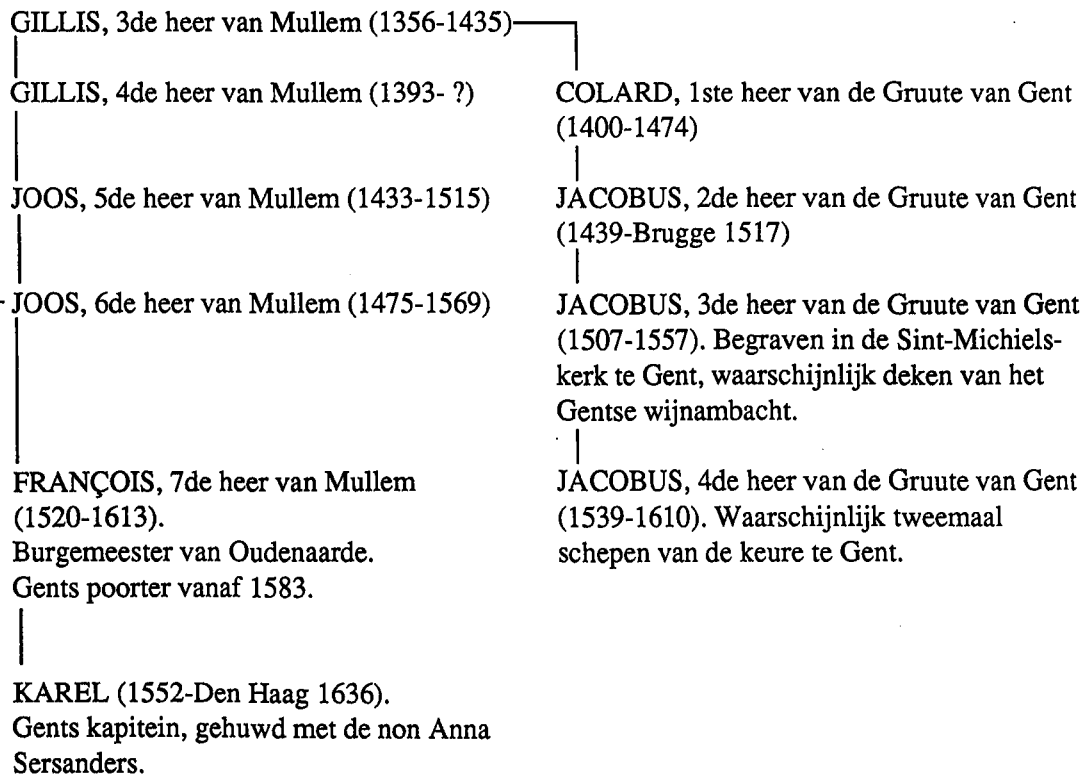 GILLIS, 3de heer van Mullem (1356-1435)
GILLIS, 4de heer van Mullem (1393- ?)
JOOS, 5de heer van Mullem (1433-1515)
JOOS, 6de heer van Mullem (1475-1569)
FRANÇOIS, 7de heer van Mullem
(1520-1613).
Burgemeester van Oudenaarde.
Gents poorter vanaf 1583.
KAREL (1552-Den Haag 1636).
Gents kapitein, gehuwd met de non Anna
Sersanders.
COLARD, 1ste heer van de Gruute van Gent
(1400-1474)
JACOBUS, 2de heer van de Gruute van Gent
(1439-Brugge 1517)
JACOBUS, 3de heer van de Gruute van Gent
(1507-1557). Begraven in de Sint-Michiels-
kerk te Gent, waarschijnlijk deken van het
Gentse wijnambacht.
JACOBUS, 4de heer van de Gruute van Gent
(1539-1610). Waarschijnlijk tweemaal
schepen van de keure te Gent.